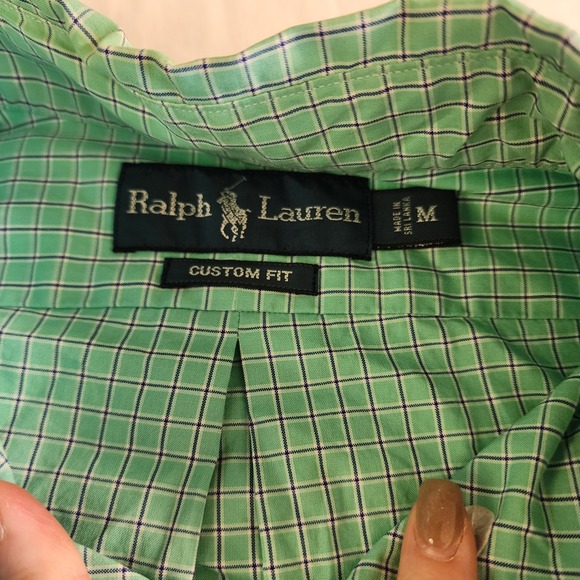 Ralph Lauren
MADE IN
SRI LANKA
M
CUSTOM FIT